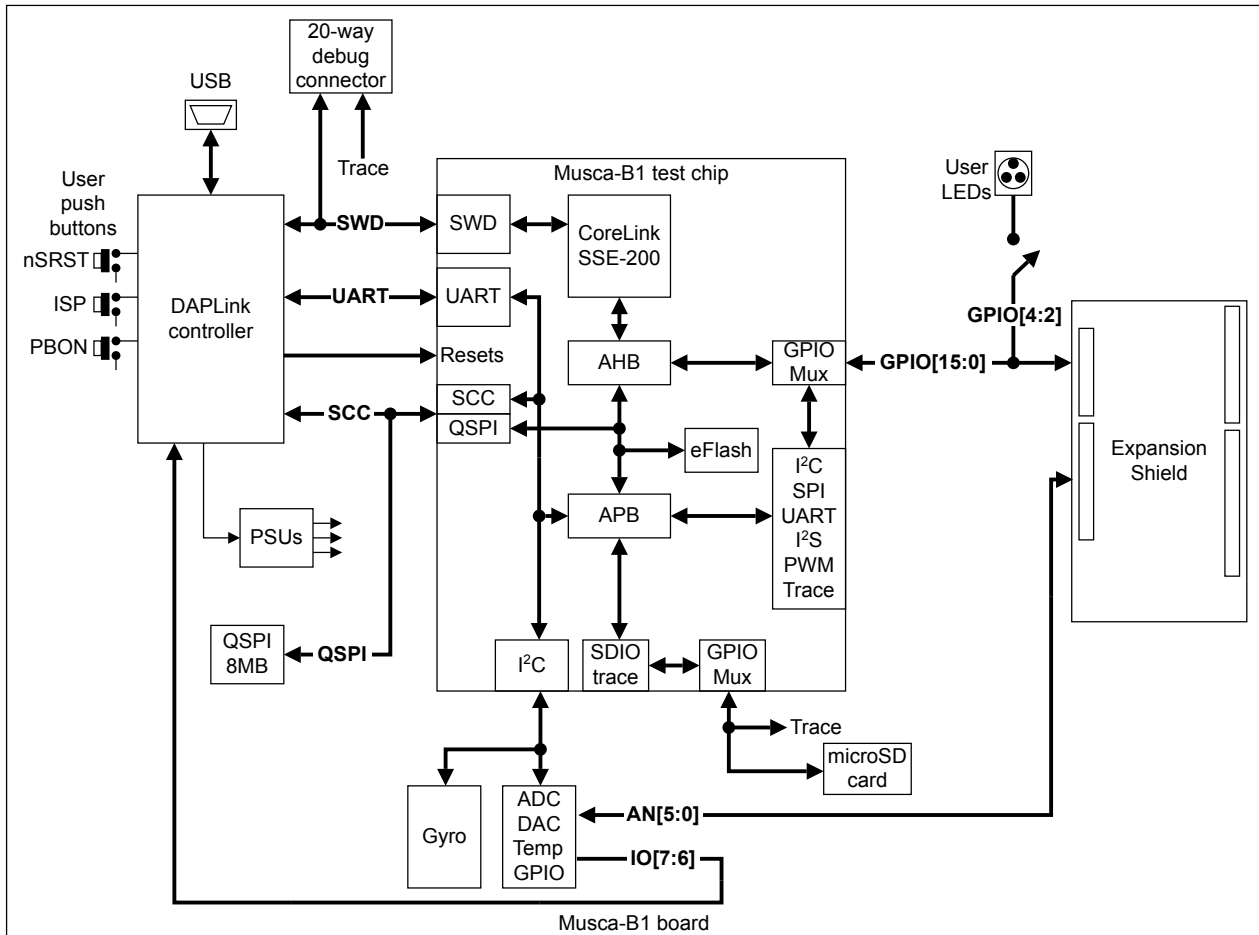 20-way
debug
connector
USB
Trace
User
push
buttons
nSRST
ISP
PBON
DAPLink
controller
SWD
UART
SCC
PSUs
QSPI
8MB
QSPI
Musca-B1 test chip
SWD
CoreLink
SSE-200
UART
Resets
SCC
QSPI
AHB
GPIO
Mux
eFlash
APB
I²C
SPI
UART
I²S
PWM
Trace
I²C
SDIO
trace
GPIO
Mux
User
LEDs
GPIO[4:2]
GPIO[15:0]
Expansion
Shield
Trace
microSD
card
Gyro
ADC
DAC
Temp
GPIO
AN[5:0]
IO[7:6]
Musca-B1 board